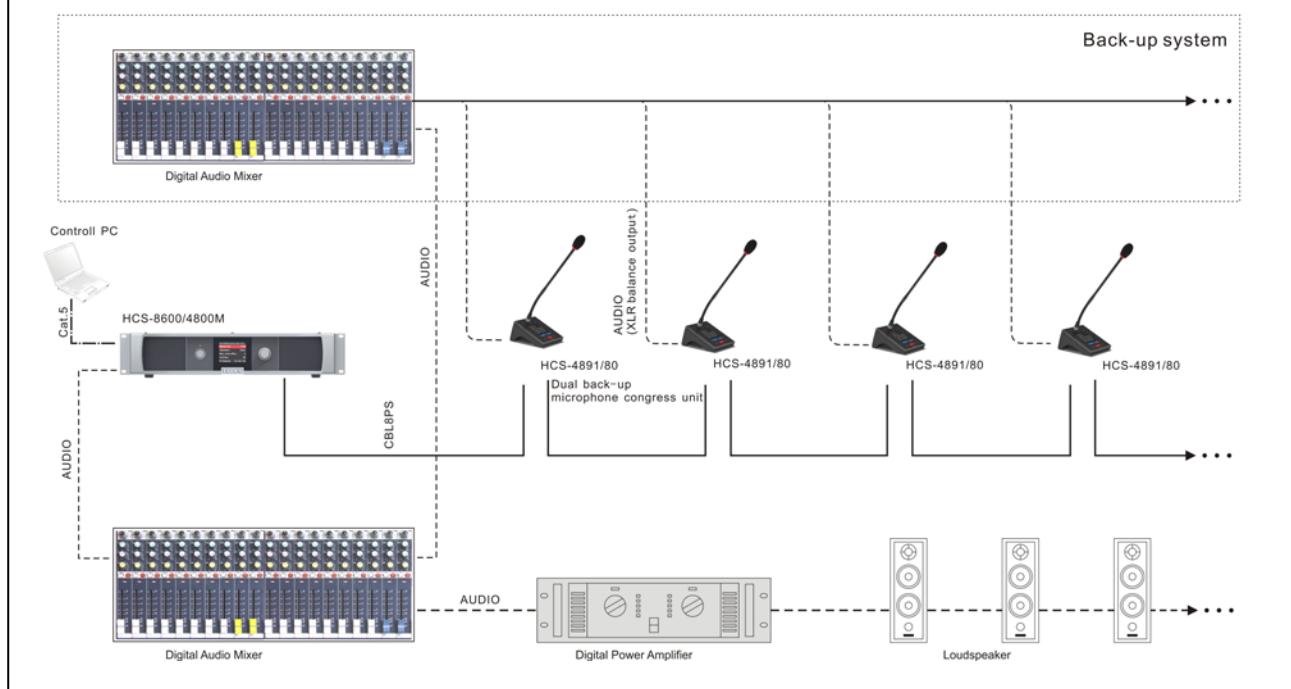 Back-up system
Digital Audio Mixer
Controll PC
Cat.5
HCS-8600/4800M
AUDIO
AUDIO
(XLR balance output)
HCS-4891/80
HCS-4891/80
HCS-4891/80
HCS-4891/80
Dual back-up
microphone congress unit
CBL8PS
AUDIO
AUDIO
Digital Audio Mixer
Digital Power Amplifier
Loudspeaker